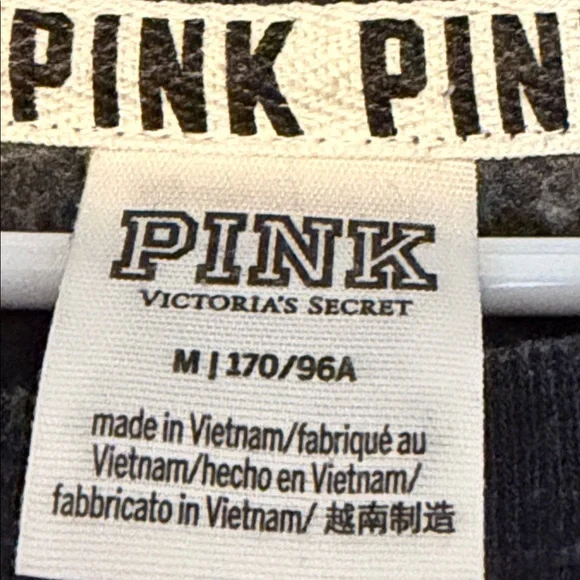 PINK PIN
PINK
VICTORIA'S SECRET
M | 170/96A
made in Vietnam/fabriqué au
Vietnam/hecho en Vietnam/
fabbricato in Vietnam/ 越南制造